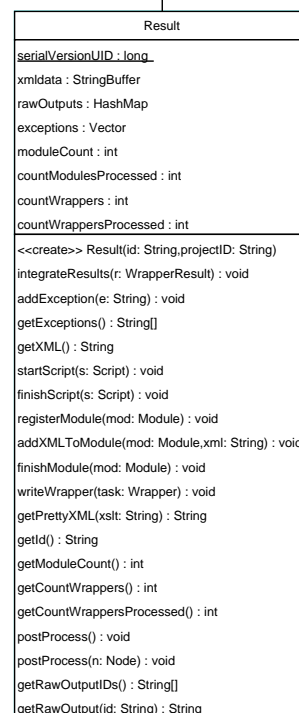 Result
serialVersionUID : long
xmldata : StringBuffer
rawOutputs : HashMap
exceptions : Vector
moduleCount : int
countModulesProcessed : int
countWrappers : int
countWrappersProcessed : int
<<create>> Result(id: String,projectID: String)
integrateResults(r: WrapperResult) : void
addException(e: String) : void
getExceptions() : String[]
getXML() : String
startScript(s: Script) : void
finishScript(s: Script) : void
registerModule(mod: Module) : void
addXMLToModule(mod: Module,xml: String) : void
finishModule(mod: Module) : void
writeWrapper(task: Wrapper) : void
getPrettyXML(xslt: String) : String
getId() : String
getModuleCount() : int
getCountWrappers() : int
getCountWrappersProcessed() : int
postProcess() : void
postProcess(n: Node) : void
getRawOutputIDs() : String[]
getRawOutput(id: String) : String